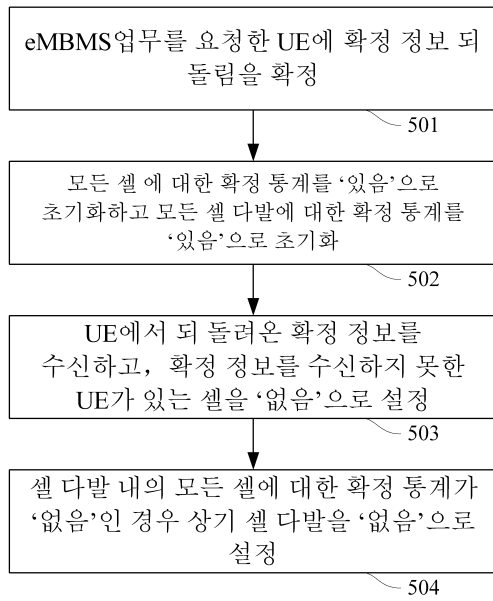 eMBMS업무를 요청한 UE에 확정 정보 되
돌림을 확정
501
모든 셀 에 대한 확정 통계를 ‘있음’으로
초기화하고 모든 셀 다발에 대한 확정 통계를
‘있음’으로 초기화
502
UE에서 되 돌려온 확정 정보를
수신하고, 확정 정보를 수신하지 못한
UE가 있는 셀을 ‘없음’으로 설정
503
셀 다발 내의 모든 셀에 대한 확정 통계가
‘없음’인 경우 상기 셀 다발을 ‘없음’으로
설정
504